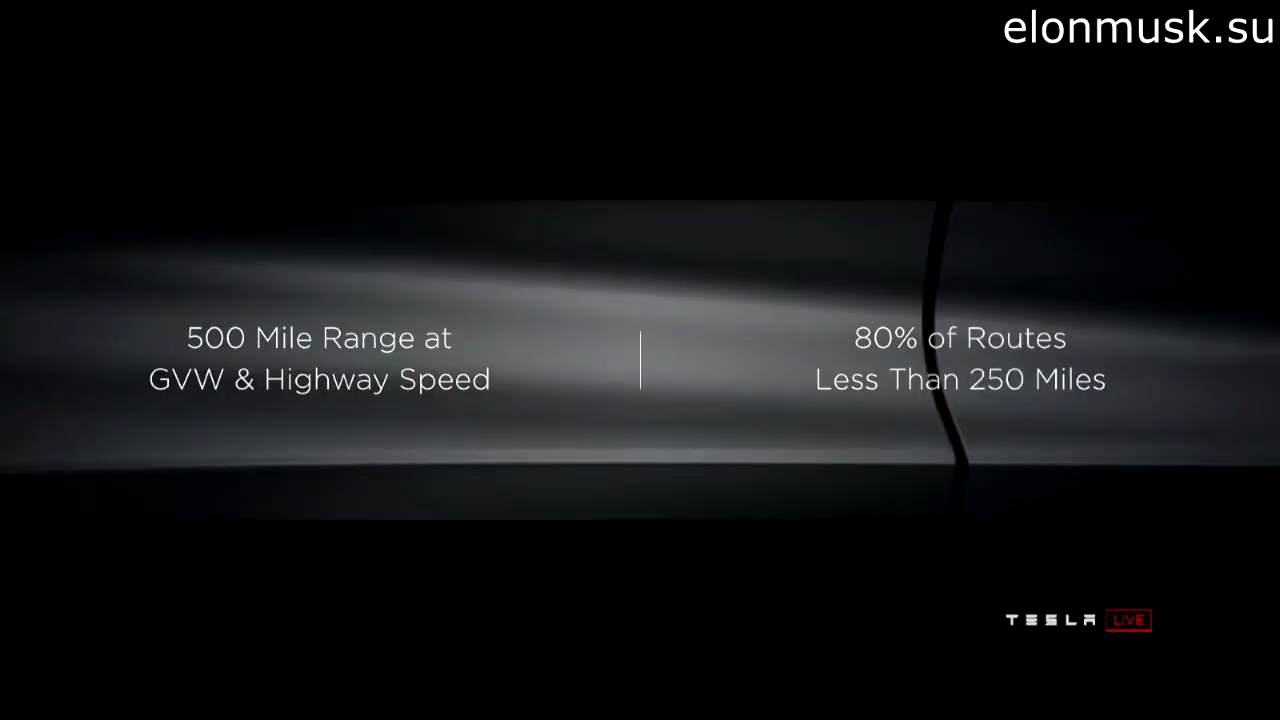 elonmusk.su
500 Mile Range at
GVW & Highway Speed
80% of Routes
Less Than 250 Miles
TESLA LIVE